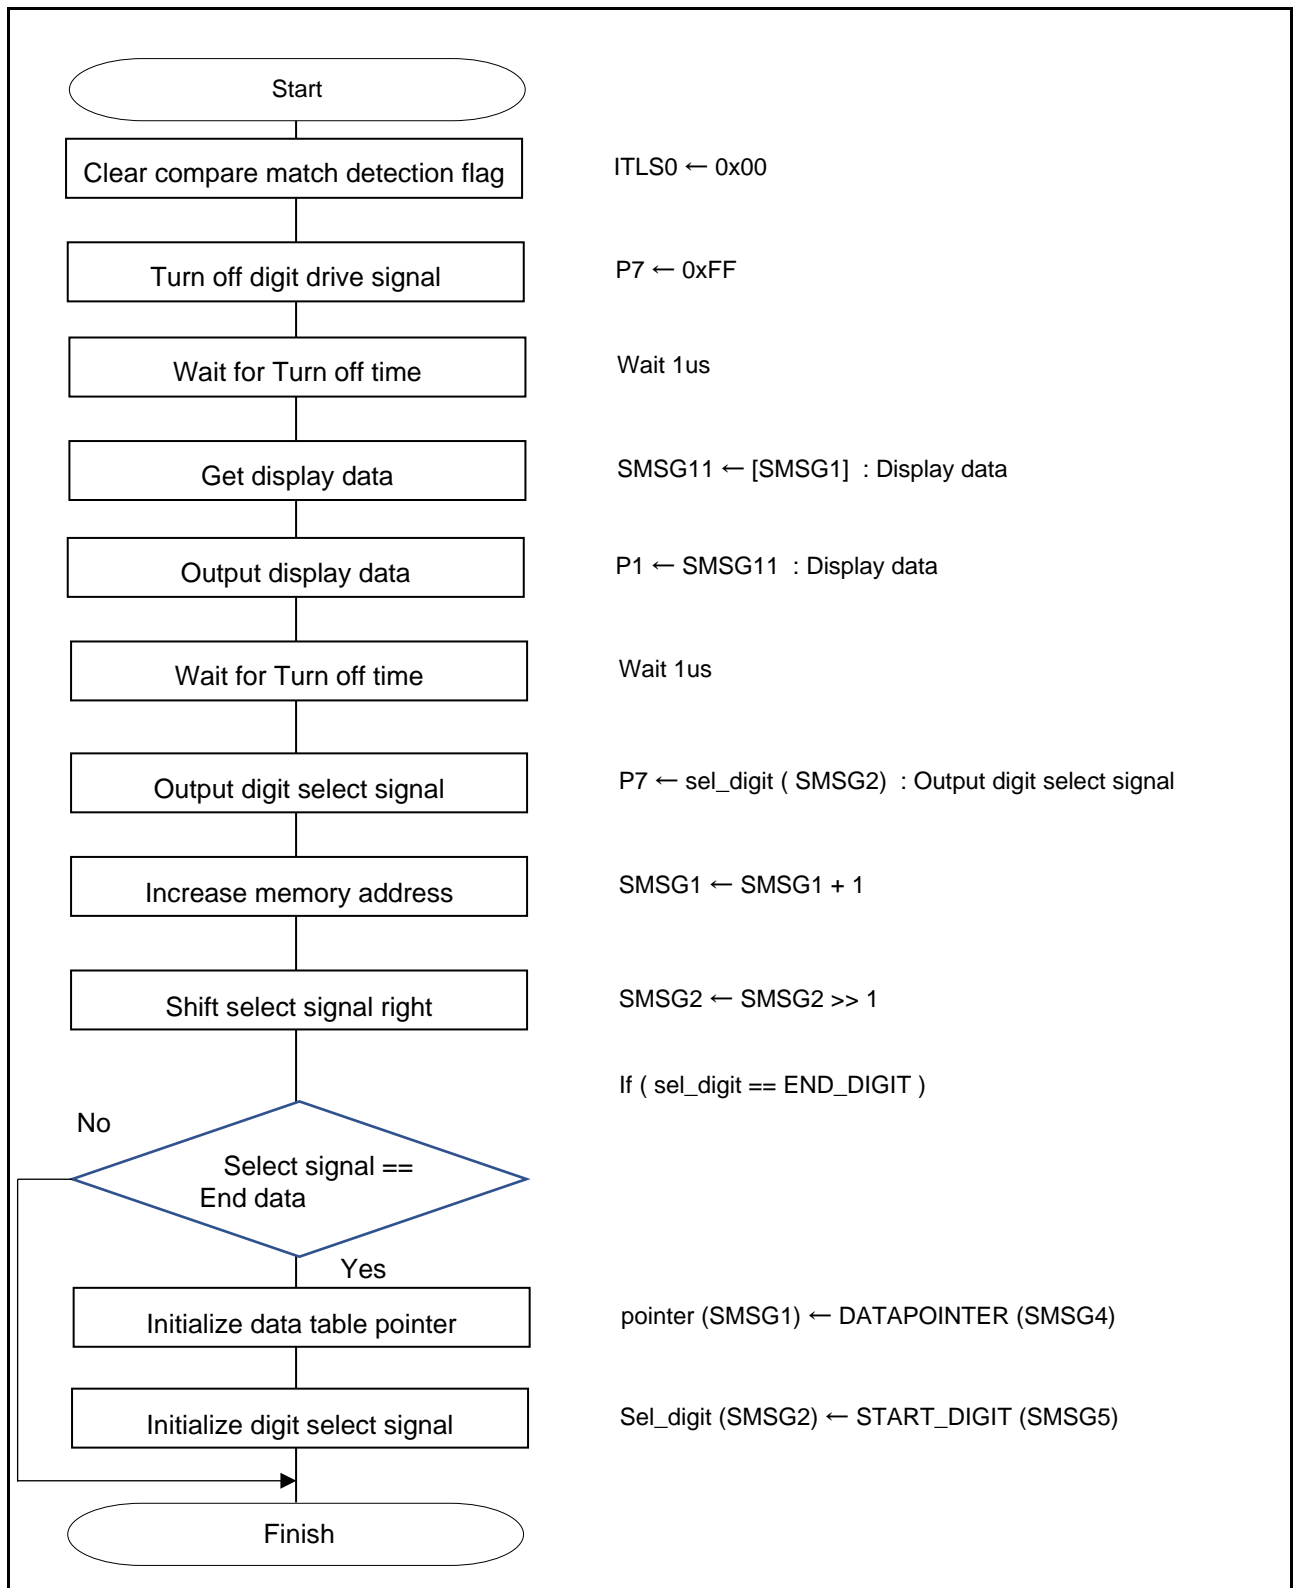 Start
Clear compare match detection flag
ITLS0 ← 0x00
Turn off digit drive signal
P7 ← 0xFF
Wait for Turn off time
Wait 1us
Get display data
SMSG11 ← [SMSG1]  : Display data
Output display data
P1 ← SMSG11  : Display data
Wait for Turn off time
Wait 1us
Output digit select signal
P7 ← sel_digit ( SMSG2)  : Output digit select signal
Increase memory address
SMSG1 ← SMSG1 + 1
Shift select signal right
SMSG2 ← SMSG2 >> 1
If ( sel_digit == END_DIGIT )
No
Select signal ==
End data
Yes
Initialize data table pointer
pointer (SMSG1) ← DATAPOINTER (SMSG4)
Initialize digit select signal
Sel_digit (SMSG2) ← START_DIGIT (SMSG5)
Finish